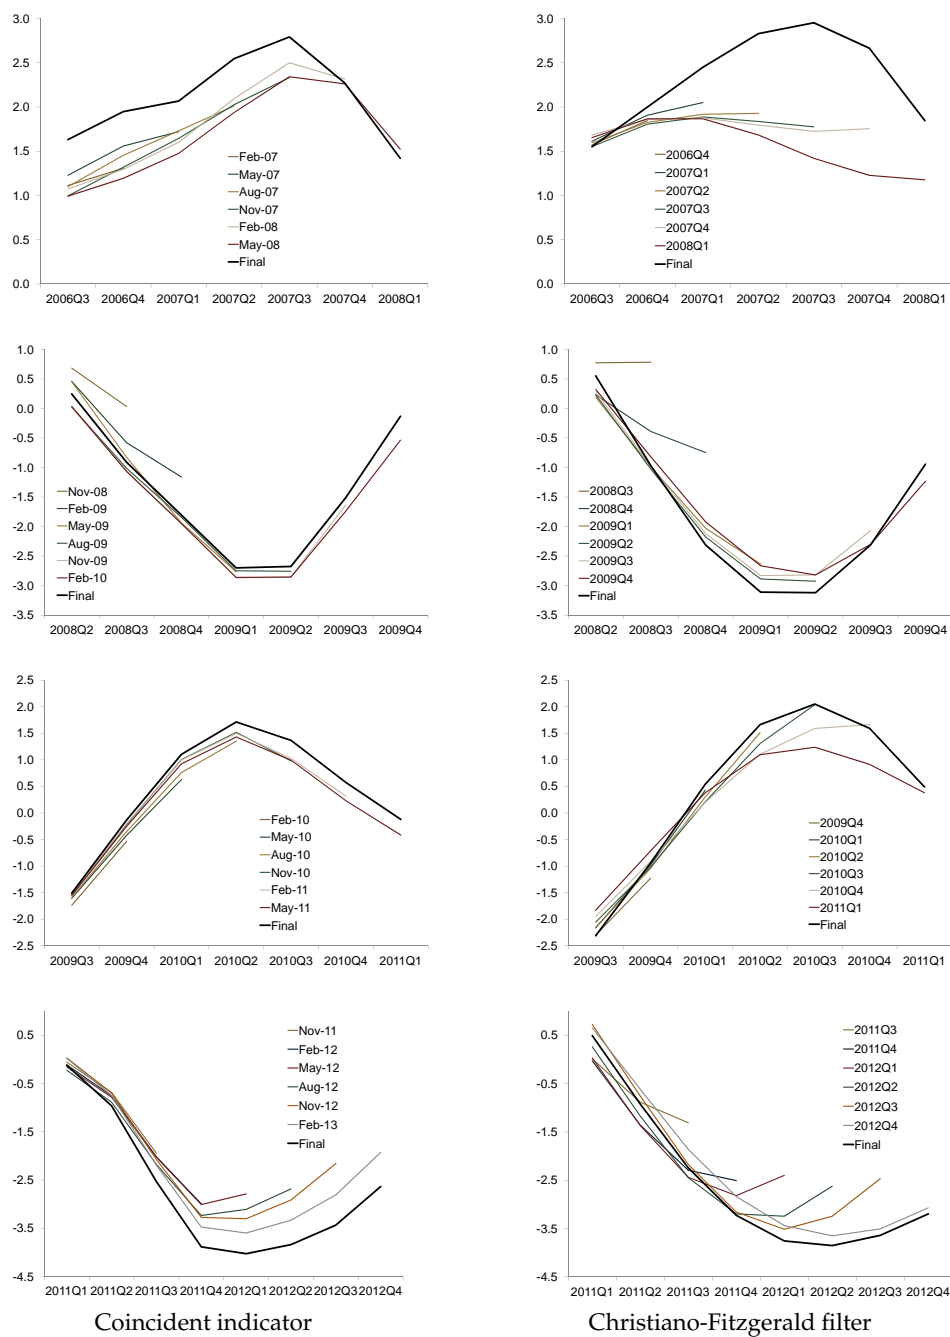 3.0
2.5
2.0
1.5
1.0
0.5
0.0
Feb-07
May-07
Aug-07
Nov-07
Feb-08
May-08
Final
2006Q3 2006Q4 2007Q1 2007Q2 2007Q3 2007Q4 2008Q1
3.0
2.5
2.0
1.5
1.0
0.5
0.0
2006Q4
2007Q1
2007Q2
2007Q3
2007Q4
2008Q1
Final
2006Q3 2006Q4 2007Q1 2007Q2 2007Q3 2007Q4 2008Q1
1.0
0.5
0.0
-0.5
-1.0
-1.5
-2.0
-2.5
-3.0
-3.5
Nov-08
Feb-09
May-09
Aug-09
Nov-09
Feb-10
Final
2008Q2 2008Q3 2008Q4 2009Q1 2009Q2 2009Q3 2009Q4
1.0
0.5
0.0
-0.5
-1.0
-1.5
-2.0
-2.5
-3.0
-3.5
2008Q3
2008Q4
2009Q1
2009Q2
2009Q3
2009Q4
Final
2008Q2 2008Q3 2008Q4 2009Q1 2009Q2 2009Q3 2009Q4
2.5
2.0
1.5
1.0
0.5
0.0
-0.5
-1.0
-1.5
-2.0
-2.5
Feb-10
May-10
Aug-10
Nov-10
Feb-11
May-11
Final
2009Q3 2009Q4 2010Q1 2010Q2 2010Q3 2010Q4 2011Q1
2.5
2.0
1.5
1.0
0.5
0.0
-0.5
-1.0
-1.5
-2.0
-2.5
2009Q4
2010Q1
2010Q2
2010Q3
2010Q4
2011Q1
Final
2009Q3 2009Q4 2010Q1 2010Q2 2010Q3 2010Q4 2011Q1
0.5
-0.5
-1.5
-2.5
-3.5
-4.5
Nov-11
Feb-12
May-12
Aug-12
Nov-12
Feb-13
Final
2011Q1 2011Q2 2011Q3 2011Q4 2012Q1 2012Q2 2012Q3 2012Q4
0.5
-0.5
-1.5
-2.5
-3.5
-4.5
2011Q3
2011Q4
2012Q1
2012Q2
2012Q3
2012Q4
Final
2011Q1 2011Q2 2011Q3 2011Q4 2012Q1 2012Q2 2012Q3 2012Q4
Coincident indicator
Christiano-Fitzgerald filter